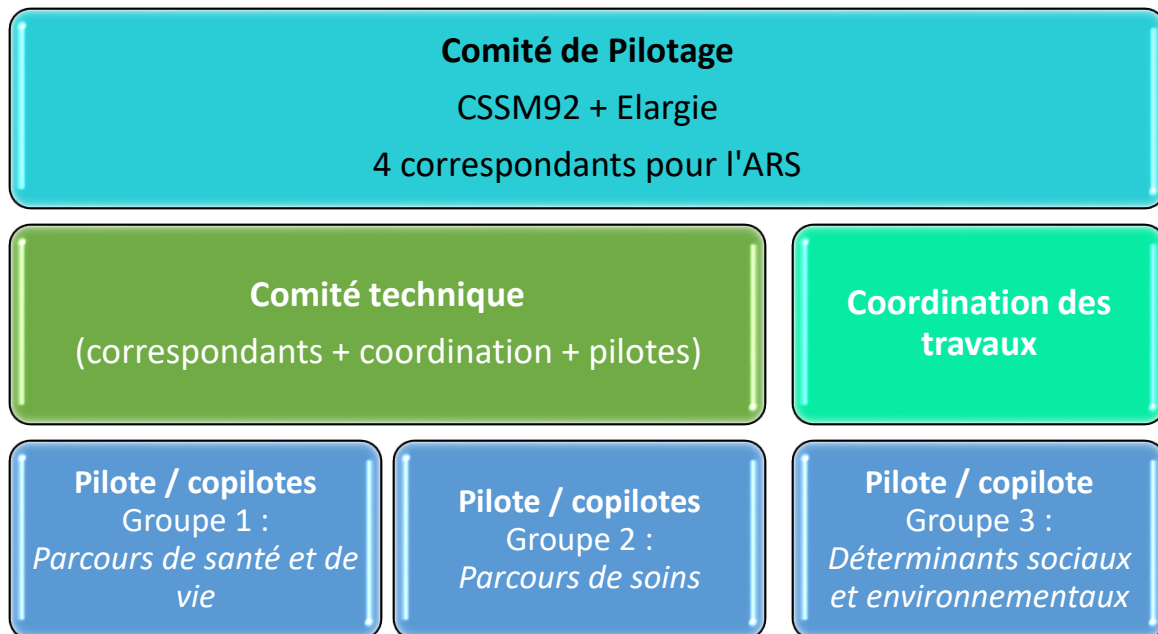 Comité de Pilotage
CSSM92 + Elargie
4 correspondants pour l'ARS
Comité technique
(correspondants + coordination + pilotes)
Coordination des
travaux
Pilote / copilotes
Groupe 1 :
Parcours de santé et de
vie
Pilote / copilotes
Groupe 2 :
Parcours de soins
Pilote / copilote
Groupe 3 :
Déterminants sociaux
et environnementaux